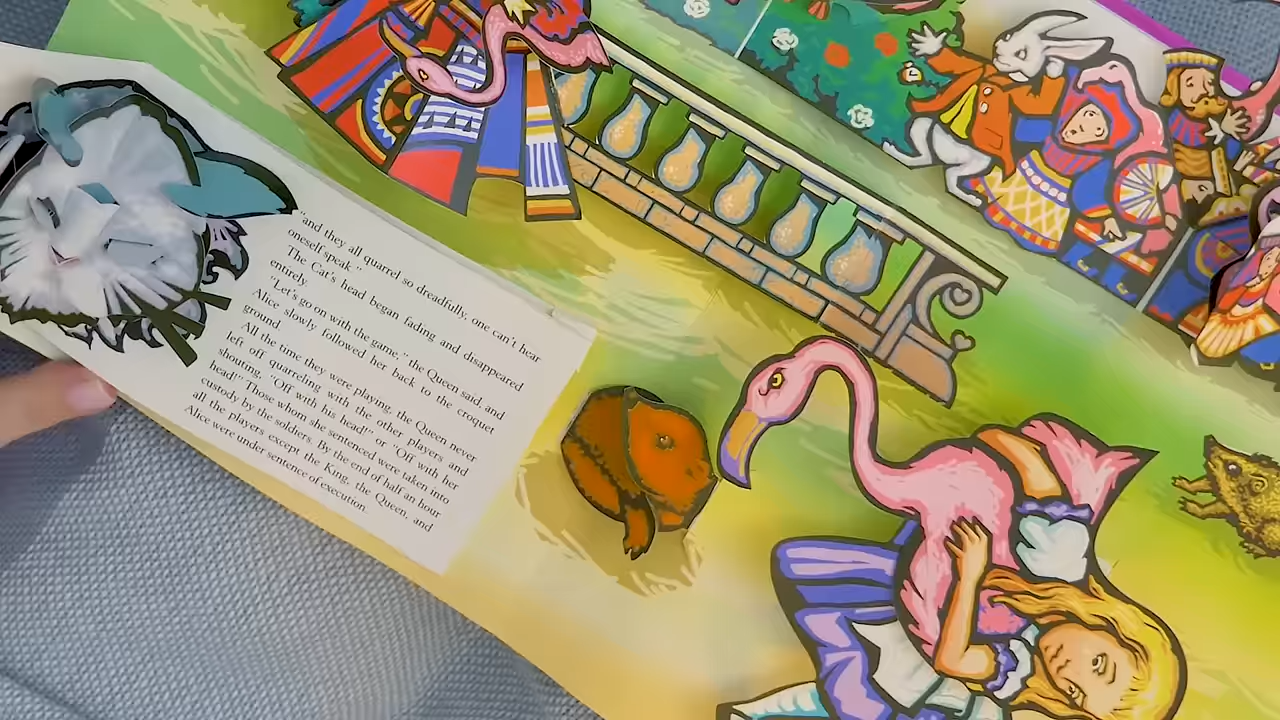 "and they all quarrel so dreadfully, one can't hear
oneself speak."
The Cat's head began fading and disappeared
entirely.
"Let's go on with the game," the Queen said, and
Alice slowly followed her back to the croquet
ground.
All the time they were playing, the Queen never
left off quarreling with the other players and
shouting, "Off with his head!" or "Off with her
head!" Those whom she sentenced were taken into
custody by the soldiers, by the end of half an hour
all the players except the King, the Queen, and
Alice were under sentence of execution.